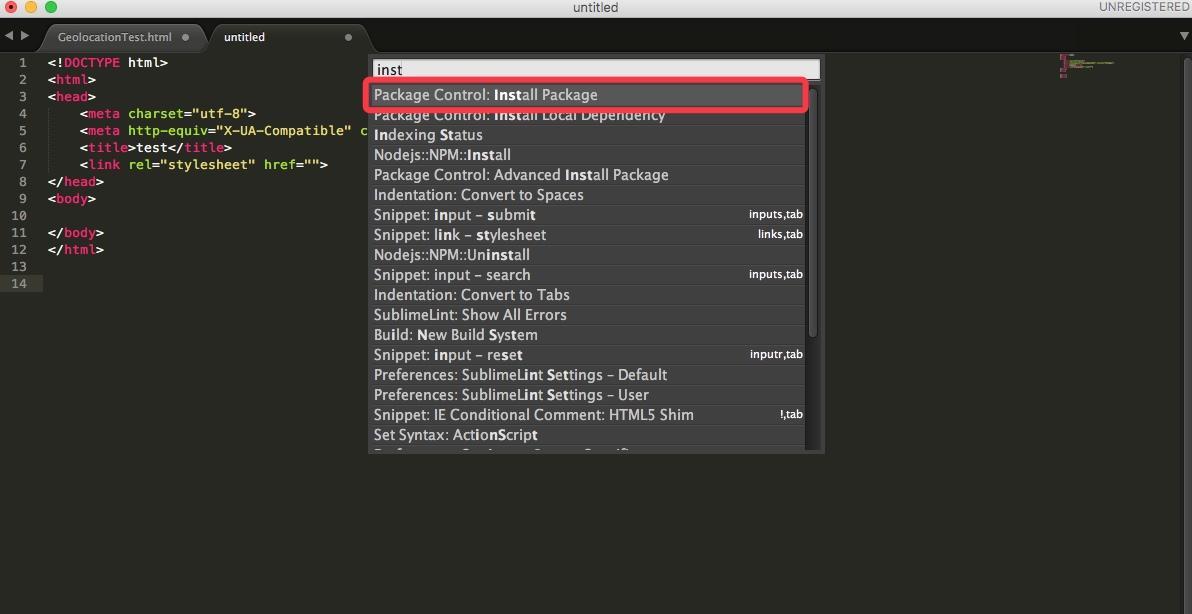 untitled
UNREGISTERED
GeolocationTest.html
untitled
inst
1 <!DOCTYPE html>
2 <html>
3 <head>
4 <meta charset="utf-8">
5 <meta http-equiv="X-UA-Compatible" c
6 <title>test</title>
7 <link rel="stylesheet" href="">
8 </head>
9 <body>
10
11 </body>
12 </html>
13
14
Package Control: Install Package
Package Control: Install Local Dependency
Indexing Status
Nodejs::NPM::Install
Package Control: Advanced Install Package
Indentation: Convert to Spaces
Snippet: input – submit inputs,tab
Snippet: link – stylesheet links,tab
Nodejs::NPM::Uninstall
Snippet: input – search inputs,tab
Indentation: Convert to Tabs
SublimeLint: Show All Errors
Build: New Build System
Snippet: input – reset inputr,tab
Preferences: SublimeLint Settings – Default
Preferences: SublimeLint Settings – User
Snippet: IE Conditional Comment: HTML5 Shim !,tab
Set Syntax: ActionScript